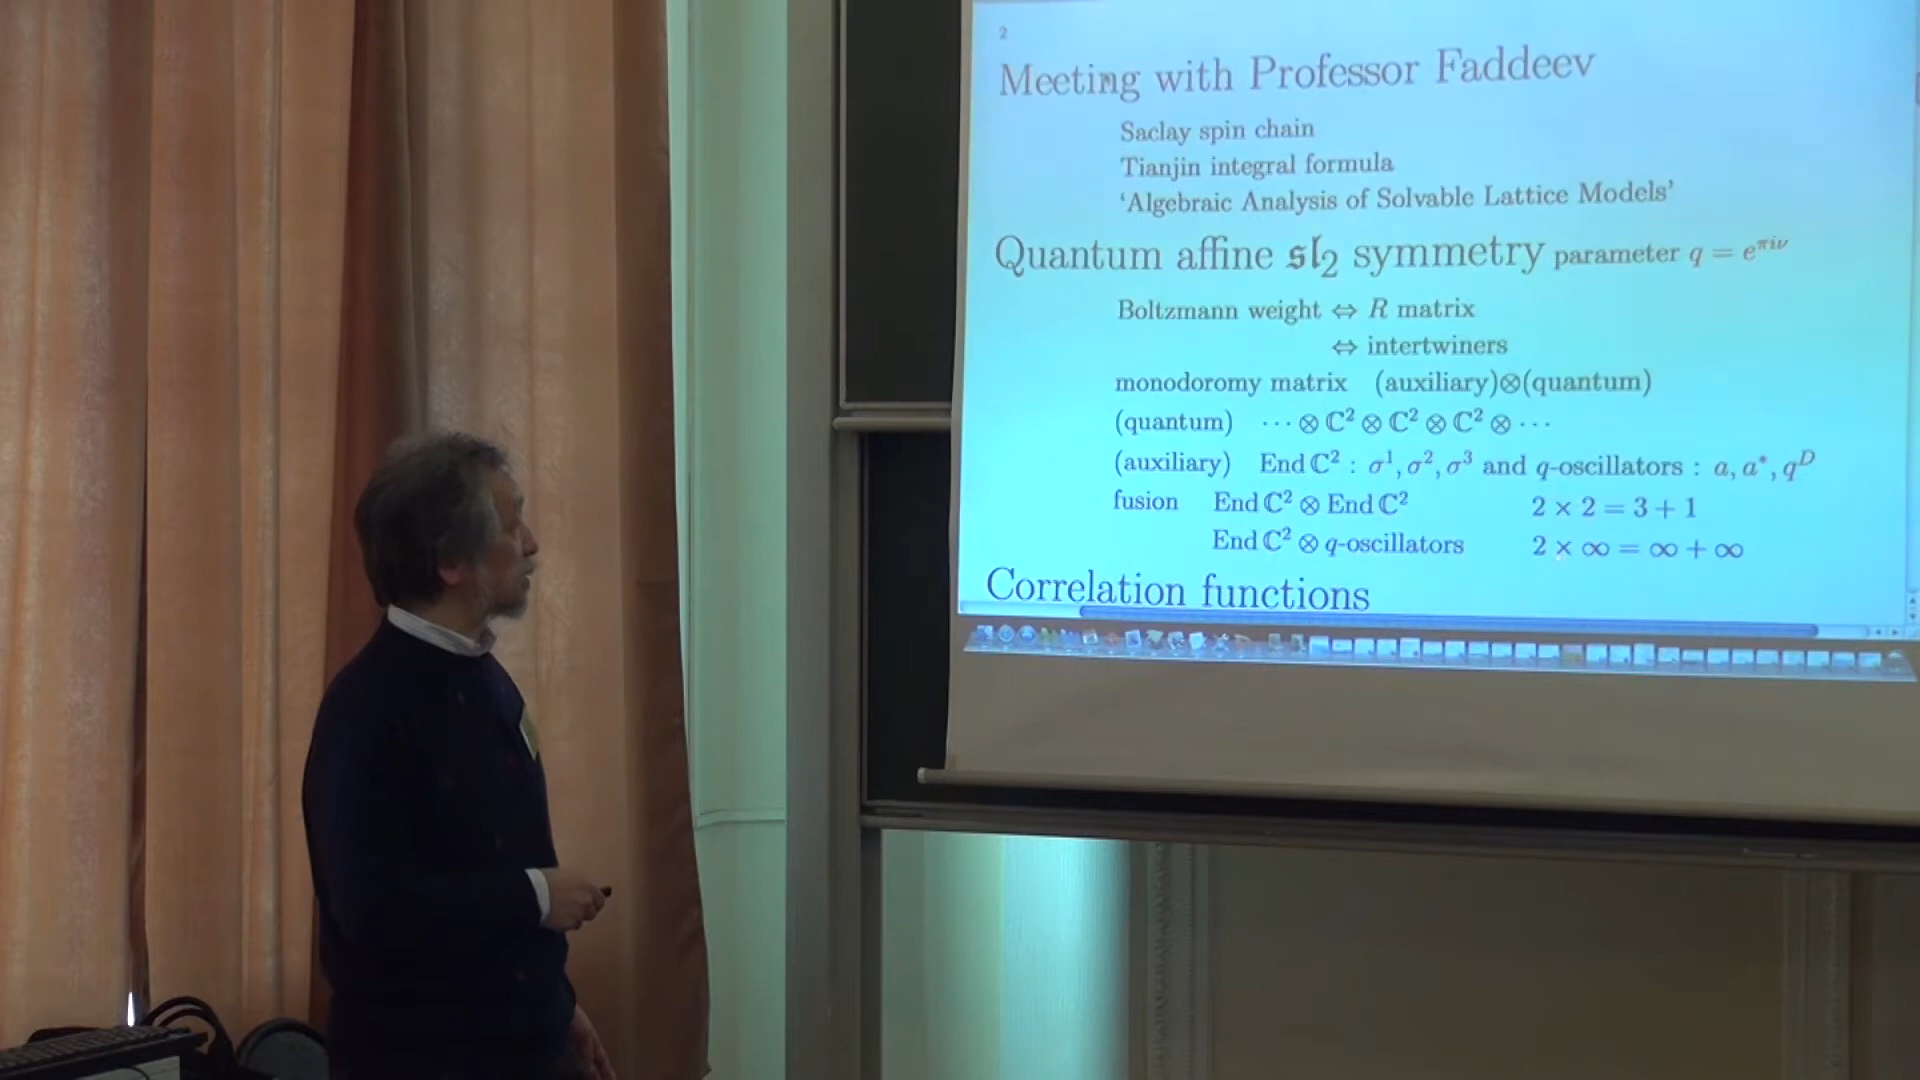 2
Meeting with Professor Faddeev
Saclay spin chain
Tianjin integral formula
‘Algebraic Analysis of Solvable Lattice Models’
Quantum affine 𝔰𝔩₂ symmetry parameter q = e^{πiν}
Boltzmann weight ⇔ R matrix
⇔ intertwiners
monodoromy matrix (auxiliary)⊗(quantum)
(quantum) ··· ⊗ ℂ² ⊗ ℂ² ⊗ ℂ² ⊗ ···
(auxiliary) End ℂ² : σ¹, σ², σ³ and q-oscillators : a, a*, q^D
fusion End ℂ² ⊗ End ℂ² 2 × 2 = 3 + 1
End ℂ² ⊗ q-oscillators 2 × ∞ = ∞ + ∞
Correlation functions